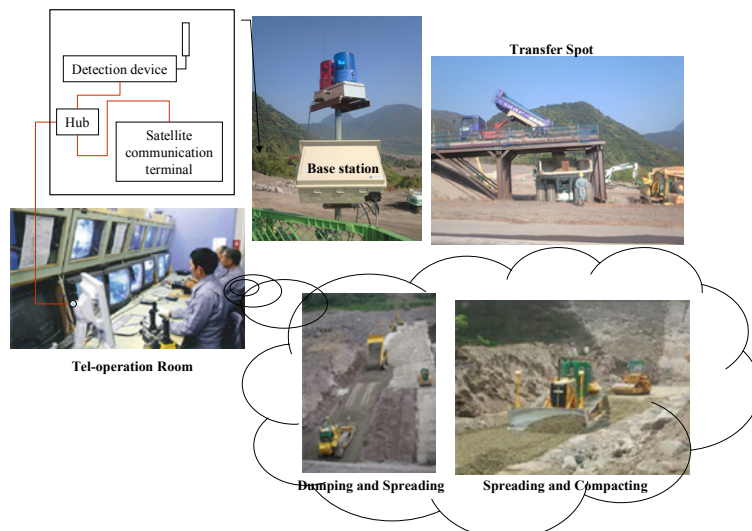 Detection device
Hub
Satellite
communication
terminal
Base station
Transfer Spot
Tel-operation Room
Dumping and Spreading
Spreading and Compacting